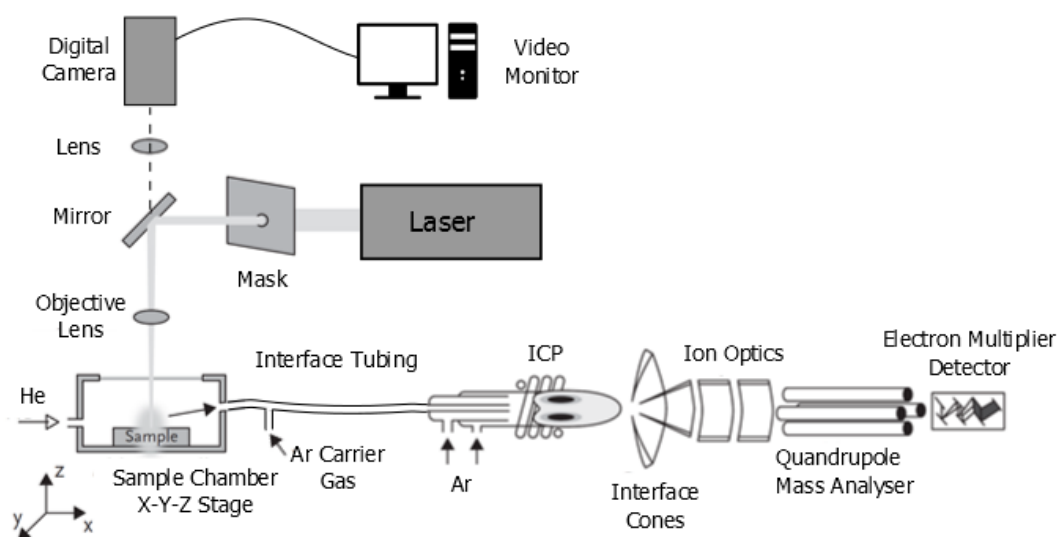 Digital
Camera
Video
Monitor
Lens
Mirror
Laser
Mask
Objective
Lens
Interface Tubing
ICP
Ion Optics
Electron Multiplier
Detector
He
Sample
Ar Carrier
Gas
Ar
Sample Chamber
X-Y-Z Stage
Interface
Cones
Quandrupole
Mass Analyser
z
y
x